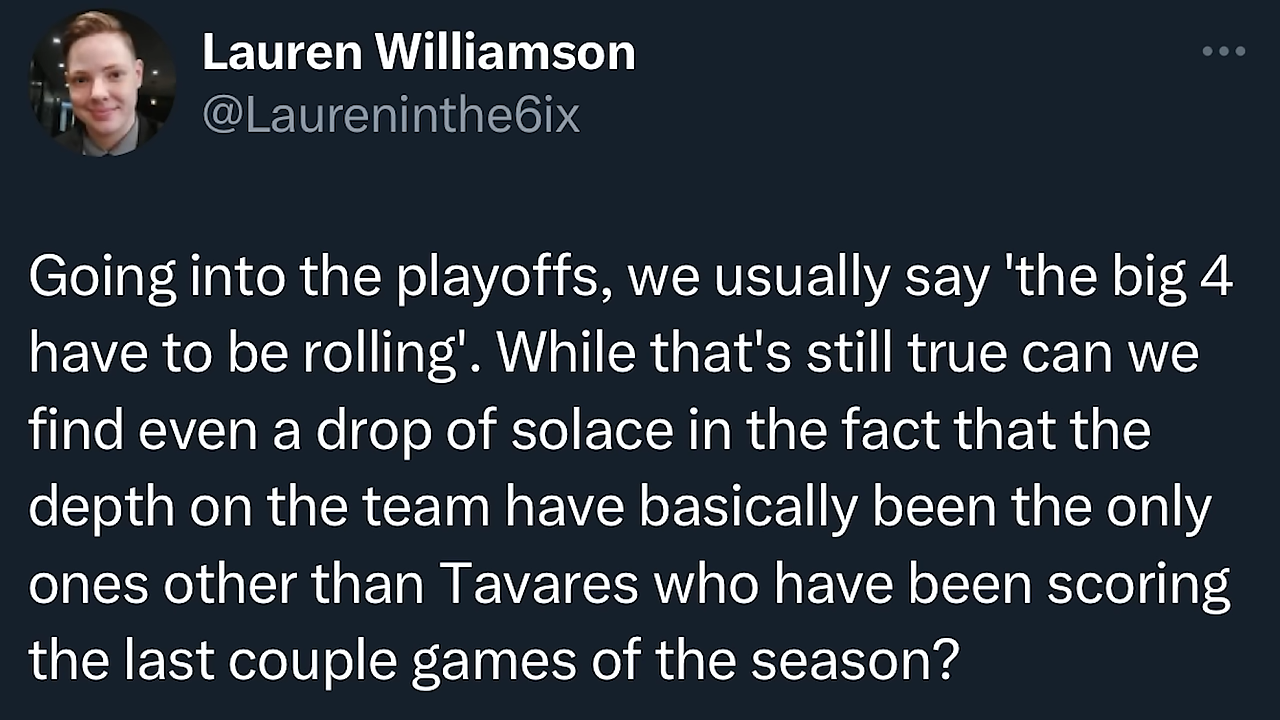 Lauren Williamson
@Laureninthe6ix
Going into the playoffs, we usually say 'the big 4
have to be rolling'. While that's still true can we
find even a drop of solace in the fact that the
depth on the team have basically been the only
ones other than Tavares who have been scoring
the last couple games of the season?